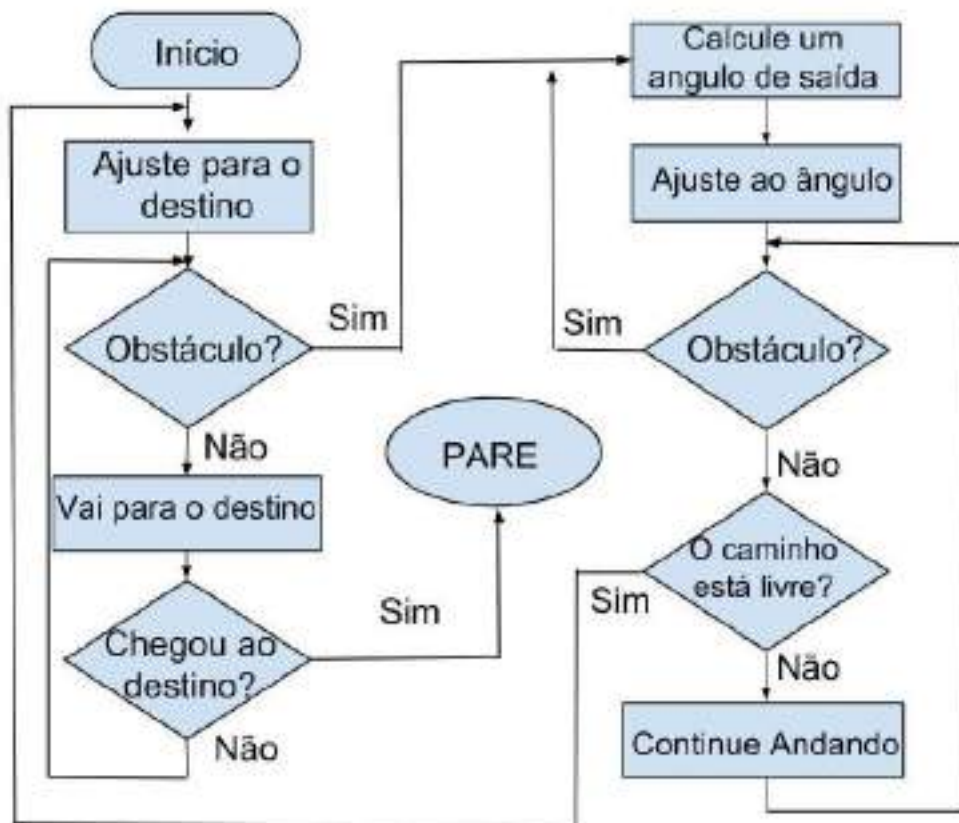 Início
Ajuste para o
destino
Obstáculo?
Sim
Não
Vai para o destino
Chegou ao
destino?
Sim
Não
PARE
Calcule um
angulo de saída
Ajuste ao ângulo
Obstáculo?
Sim
Não
O caminho
está livre?
Sim
Não
Continue Andando